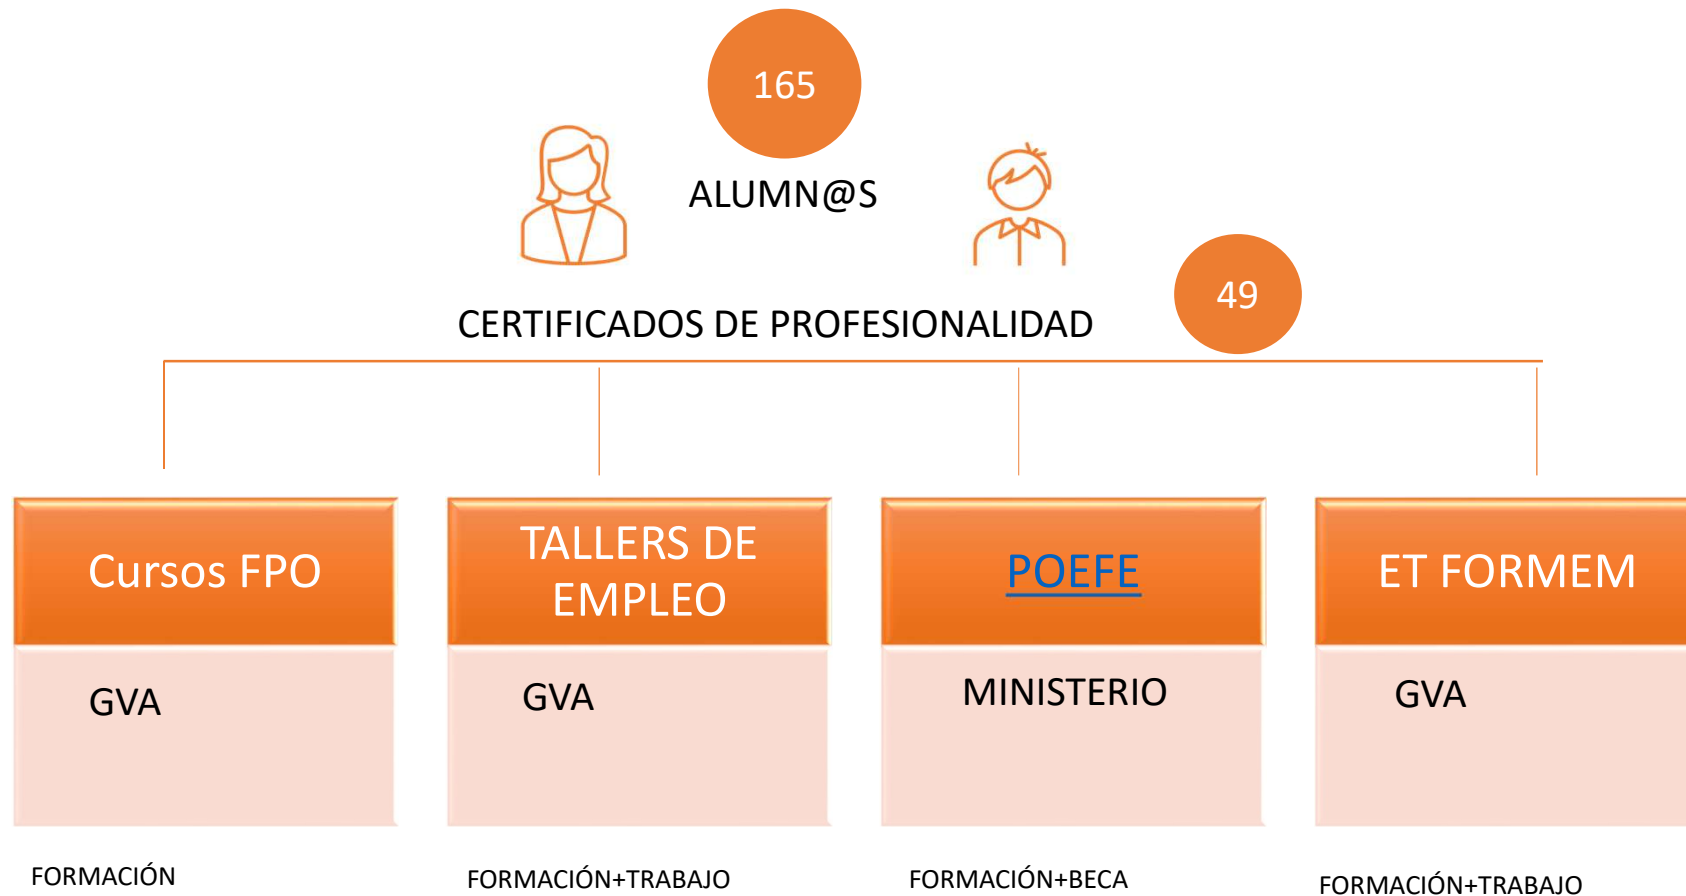 165
ALUMN@S
49
CERTIFICADOS DE PROFESIONALIDAD
Cursos FPO
TALLERS DE
EMPLEO
POEFE
ET FORMEM
GVA
GVA
MINISTERIO
GVA
FORMACIÓN
FORMACIÓN+TRABAJO
FORMACIÓN+BECA
FORMACIÓN+TRABAJO